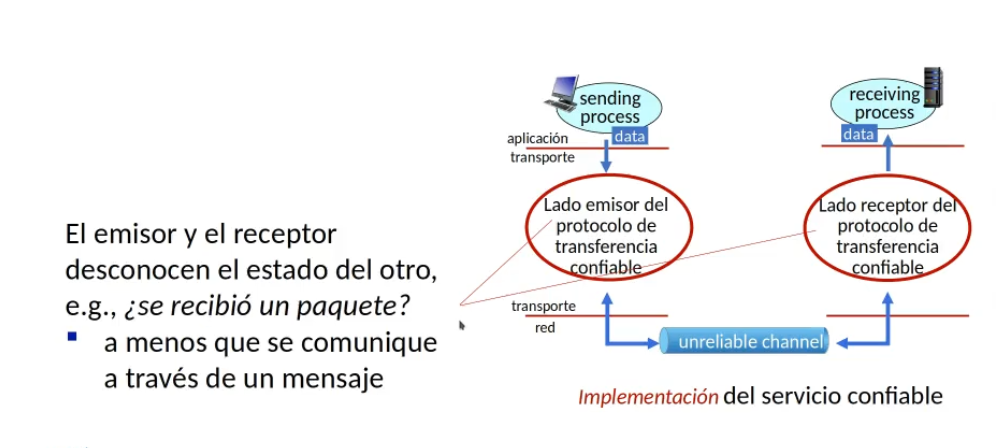 El emisor y el receptor
desconocen el estado del otro,
e.g., ¿se recibió un paquete?
a menos que se comunique
a través de un mensaje
sending
process
data
aplicación
transporte
receiving
process
data
Lado emisor del
protocolo de
transferencia
confiable
Lado receptor del
protocolo de
transferencia
confiable
transporte
red
unreliable channel
Implementación del servicio confiable